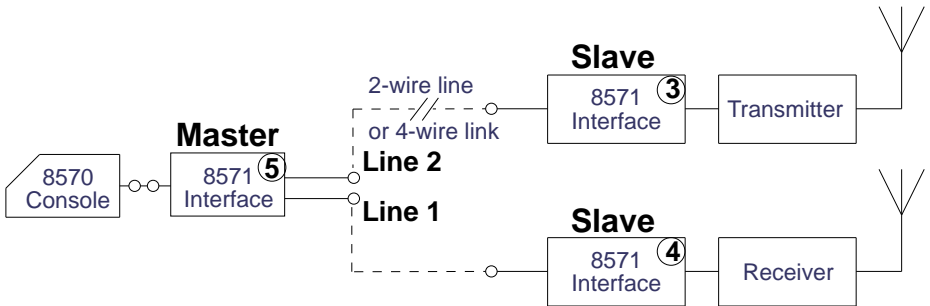 Slave
2-wire line
8571
Interface
3
Transmitter
or 4-wire link
Master
8571
Interface
5
Line 2
8570
Console
Line 1
Slave
8571
Interface
4
Receiver